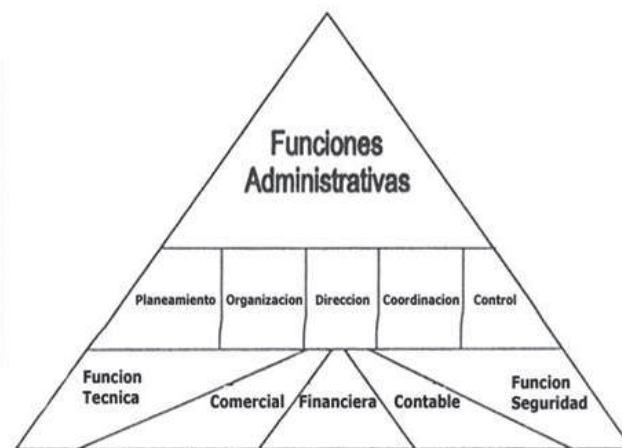 Funciones
Administrativas
Planeamiento Organizacion Direccion Coordinacion Control
Funcion
Tecnica
Comercial Financiera Contable
Funcion
Seguridad